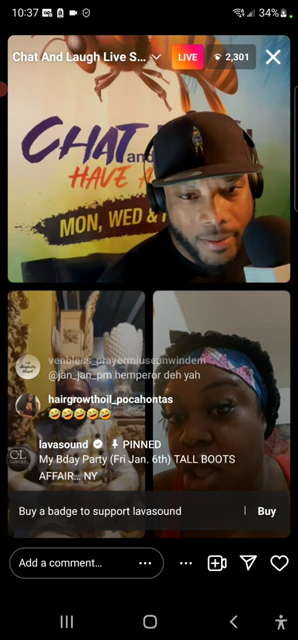 10:37
34%
Chat And Laugh Live S...
LIVE
2,301
CHAT
and
HAVE A
MON, WED &
venbless_prayermiuseonwindem
@jan_jan_pm hemperor deh yah
hairgrowthoil_pocahontas
🤣🤣🤣🤣🤣
lavasound
PINNED
My Bday Party (Fri Jan. 6th) TALL BOOTS
AFFAIR... NY
Buy a badge to support lavasound
Buy
Add a comment...